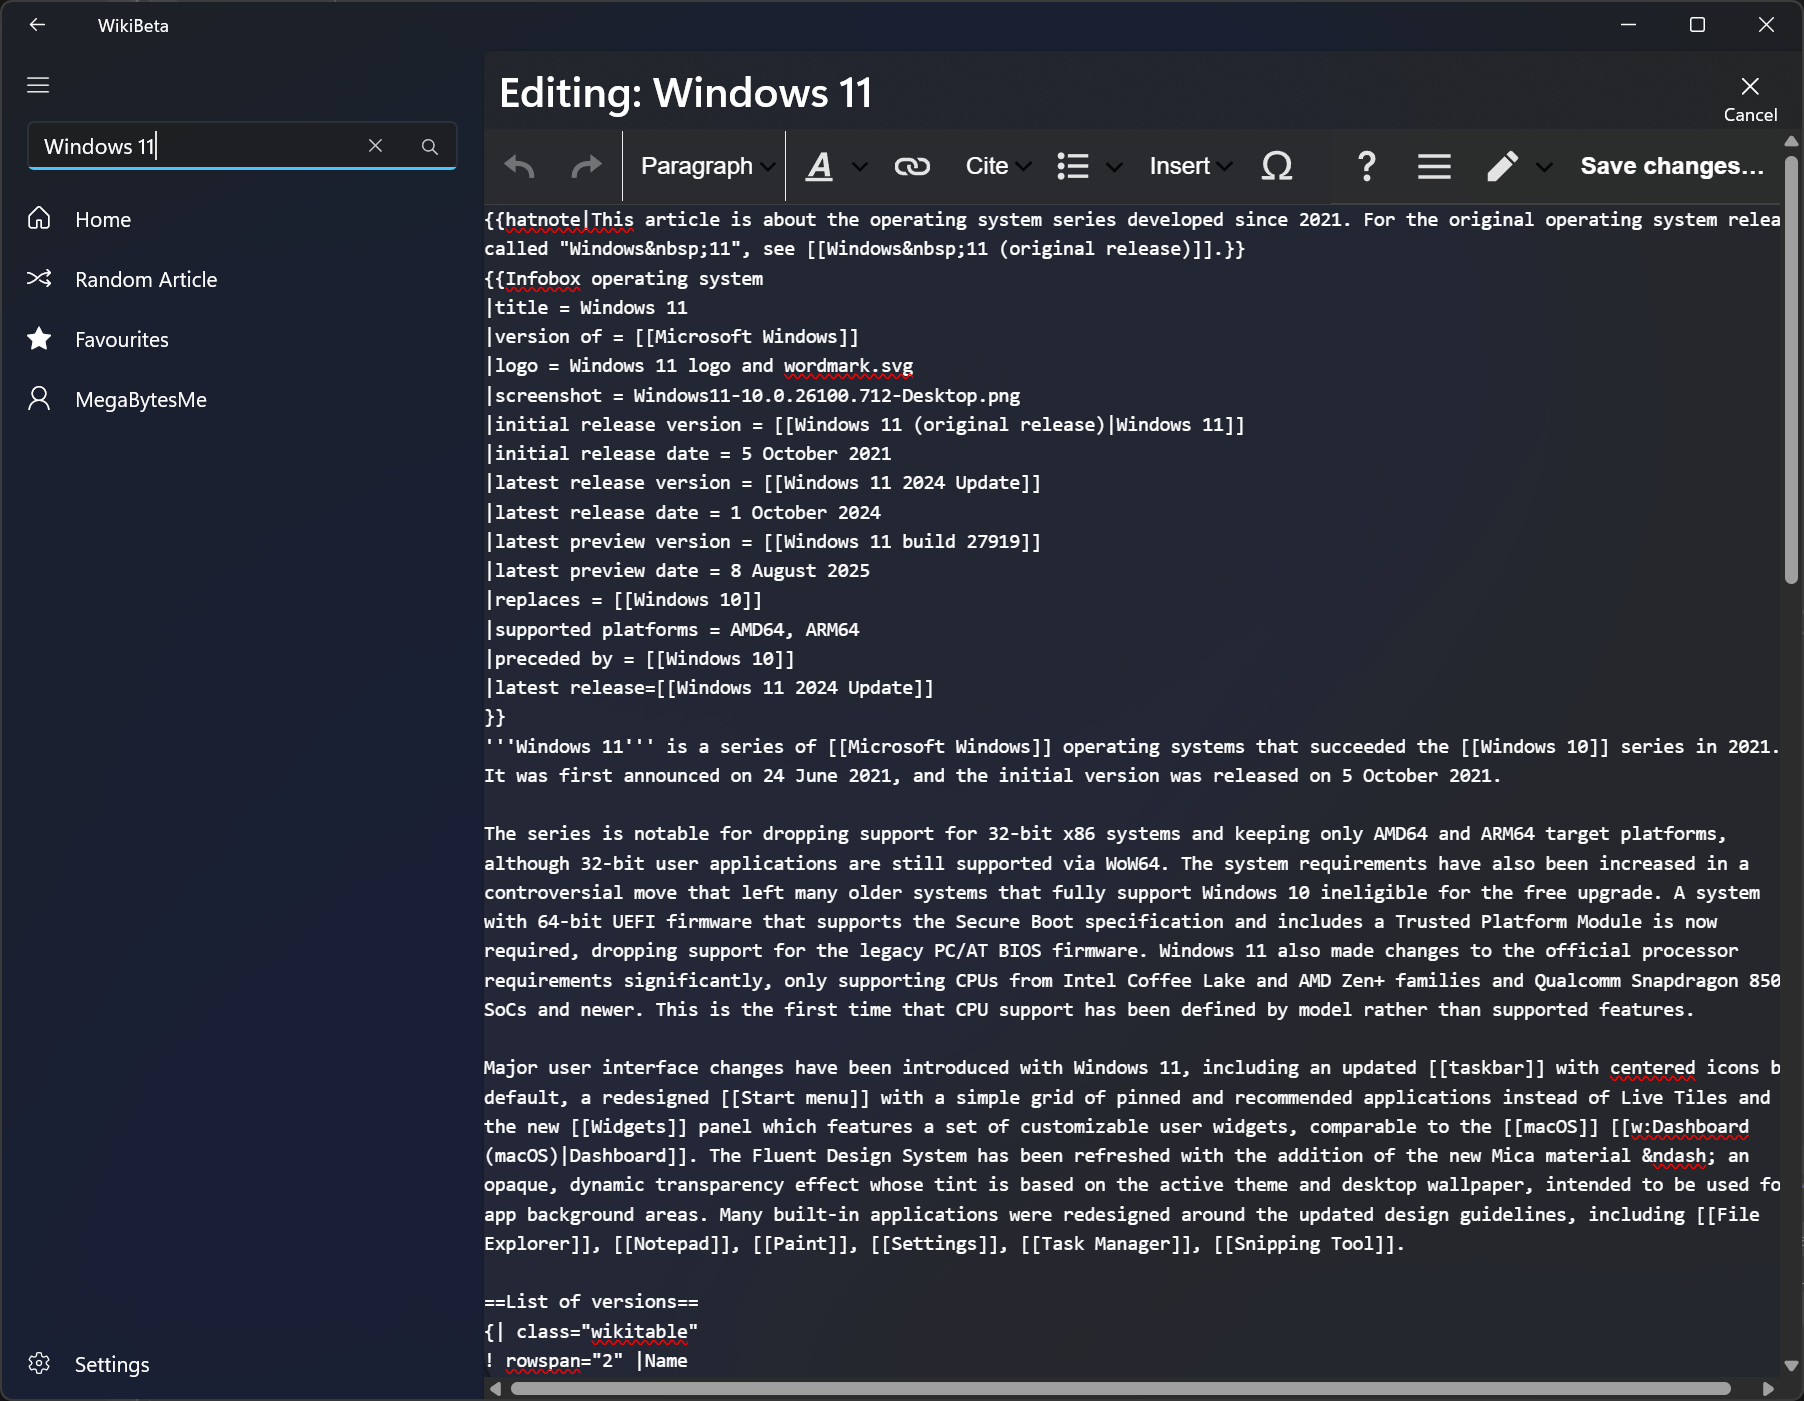 WikiBeta
Windows 11
Home
Random Article
Favourites
MegaBytesMe
Settings
Editing: Windows 11
Cancel
Paragraph
A
Cite
Insert
Ω
?
Save changes...
{{hatnote|This article is about the operating system series developed since 2021. For the original operating system relea
called "Windows&nbsp;11", see [[Windows&nbsp;11 (original release)]].}}
{{Infobox operating system
|title = Windows 11
|version of = [[Microsoft Windows]]
|logo = Windows 11 logo and wordmark.svg
|screenshot = Windows11-10.0.26100.712-Desktop.png
|initial release version = [[Windows 11 (original release)|Windows 11]]
|initial release date = 5 October 2021
|latest release version = [[Windows 11 2024 Update]]
|latest release date = 1 October 2024
|latest preview version = [[Windows 11 build 27919]]
|latest preview date = 8 August 2025
|replaces = [[Windows 10]]
|supported platforms = AMD64, ARM64
|preceded by = [[Windows 10]]
|latest release=[[Windows 11 2024 Update]]
}}
'''Windows 11''' is a series of [[Microsoft Windows]] operating systems that succeeded the [[Windows 10]] series in 2021.
It was first announced on 24 June 2021, and the initial version was released on 5 October 2021.
The series is notable for dropping support for 32-bit x86 systems and keeping only AMD64 and ARM64 target platforms,
although 32-bit user applications are still supported via WoW64. The system requirements have also been increased in a
controversial move that left many older systems that fully support Windows 10 ineligible for the free upgrade. A system
with 64-bit UEFI firmware that supports the Secure Boot specification and includes a Trusted Platform Module is now
required, dropping support for the legacy PC/AT BIOS firmware. Windows 11 also made changes to the official processor
requirements significantly, only supporting CPUs from Intel Coffee Lake and AMD Zen+ families and Qualcomm Snapdragon 850
SoCs and newer. This is the first time that CPU support has been defined by model rather than supported features.
Major user interface changes have been introduced with Windows 11, including an updated [[taskbar]] with centered icons b
default, a redesigned [[Start menu]] with a simple grid of pinned and recommended applications instead of Live Tiles and
the new [[Widgets]] panel which features a set of customizable user widgets, comparable to the [[macOS]] [[w:Dashboard
(macOS)|Dashboard]]. The Fluent Design System has been refreshed with the addition of the new Mica material &ndash; an
opaque, dynamic transparency effect whose tint is based on the active theme and desktop wallpaper, intended to be used fo
app background areas. Many built-in applications were redesigned around the updated design guidelines, including [[File
Explorer]], [[Notepad]], [[Paint]], [[Settings]], [[Task Manager]], [[Snipping Tool]].
==List of versions==
{| class="wikitable"
! rowspan="2" |Name